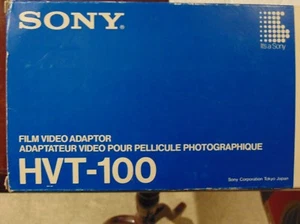 SONY®
It's a Sony
FILM VIDEO ADAPTOR
ADAPTATEUR VIDEO POUR PELLICULE PHOTOGRAPHIQUE
HVT-100
Sony Corporation Tokyo Japan